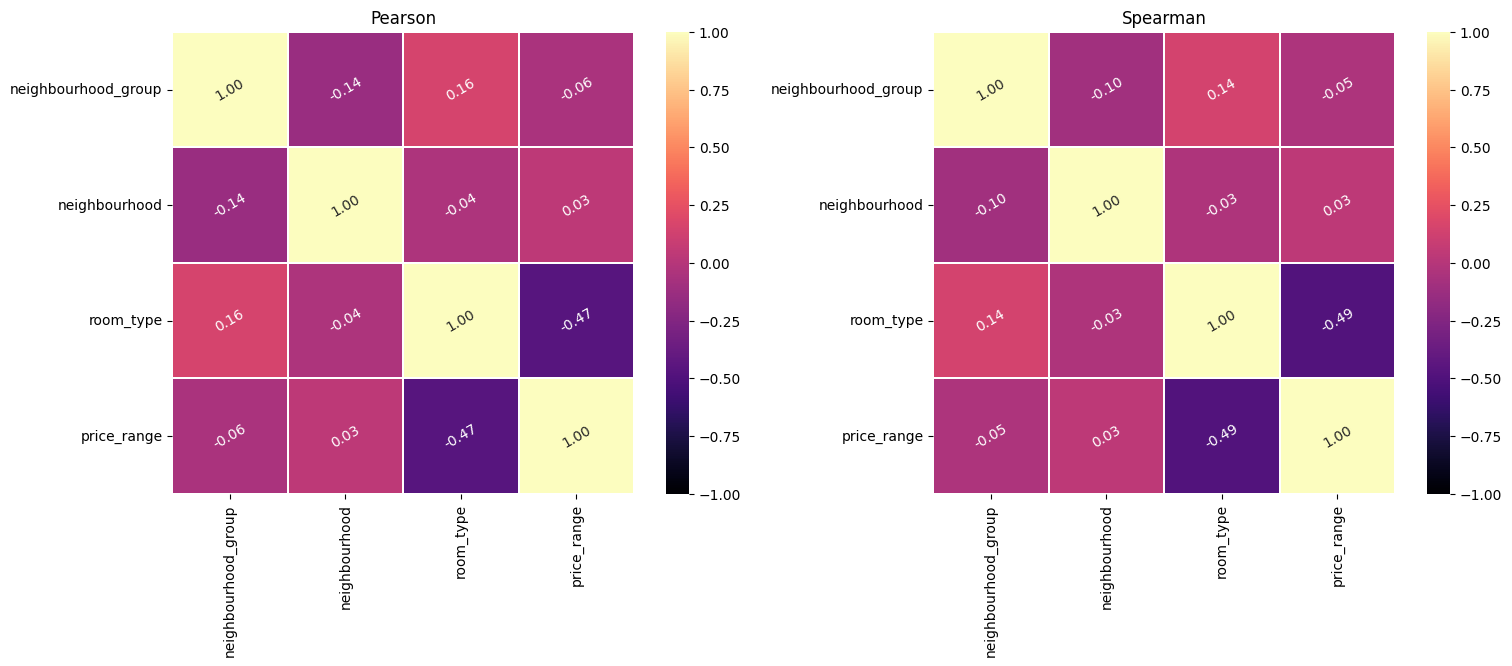 Pearson
neighbourhood_group
neighbourhood
room_type
price_range
1.00 -0.14 0.16 -0.06
-0.14 1.00 -0.04 0.03
0.16 -0.04 1.00 -0.47
-0.06 0.03 -0.47 1.00
neighbourhood_group
neighbourhood
room_type
price_range
1.00
0.75
0.50
0.25
0.00
−0.25
−0.50
−0.75
−1.00
Spearman
neighbourhood_group
neighbourhood
room_type
price_range
1.00 -0.10 0.14 -0.05
-0.10 1.00 -0.03 0.03
0.14 -0.03 1.00 -0.49
-0.05 0.03 -0.49 1.00
neighbourhood_group
neighbourhood
room_type
price_range
1.00
0.75
0.50
0.25
0.00
−0.25
−0.50
−0.75
−1.00